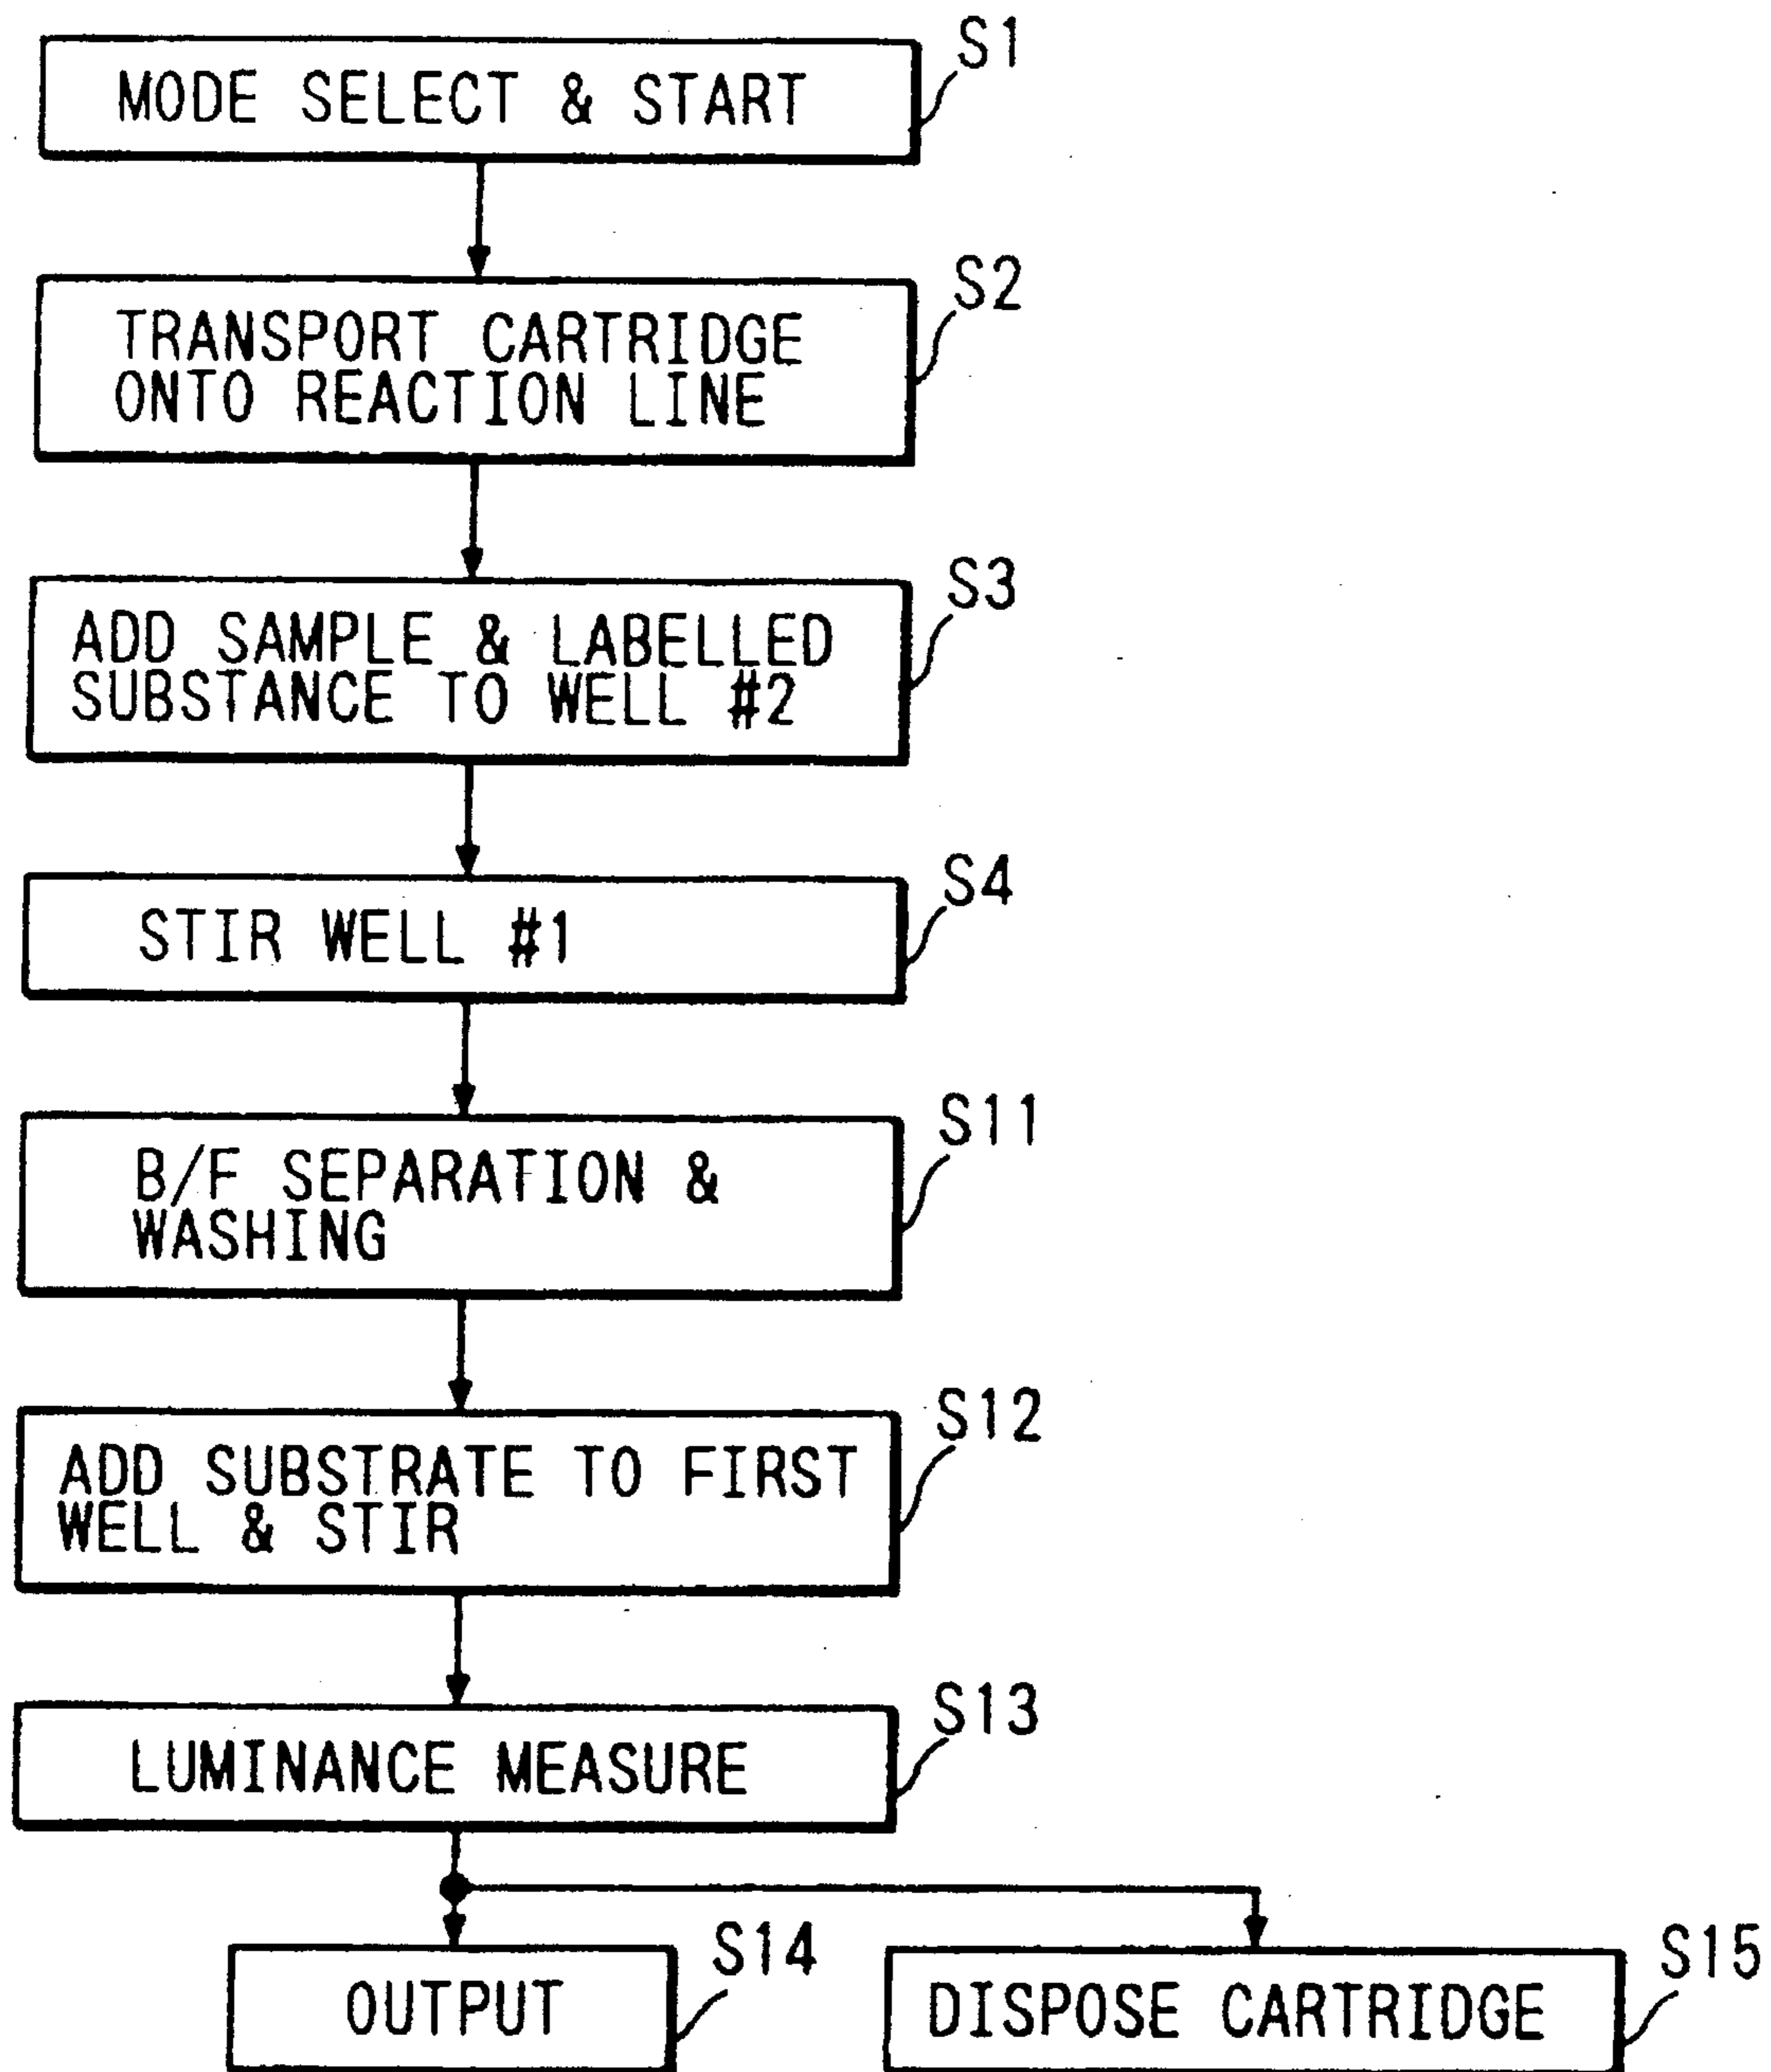 S1
MODE SELECT & START
S2
TRANSPORT CARTRIDGE
ONTO REACTION LINE
S3
ADD SAMPLE & LABELLED
SUBSTANCE TO WELL #2
S4
STIR WELL #1
S11
B/F SEPARATION &
WASHING
S12
ADD SUBSTRATE TO FIRST
WELL & STIR
S13
LUMINANCE MEASURE
S14
OUTPUT
S15
DISPOSE CARTRIDGE